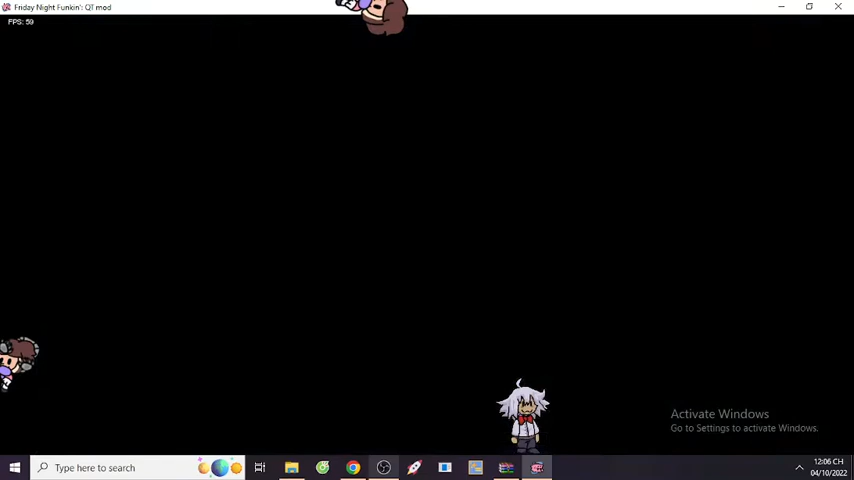 Friday Night Funkin': QT mod
FPS: 59
Activate Windows
Go to Settings to activate Windows.
Type here to search
12:06 CH
04/10/2022